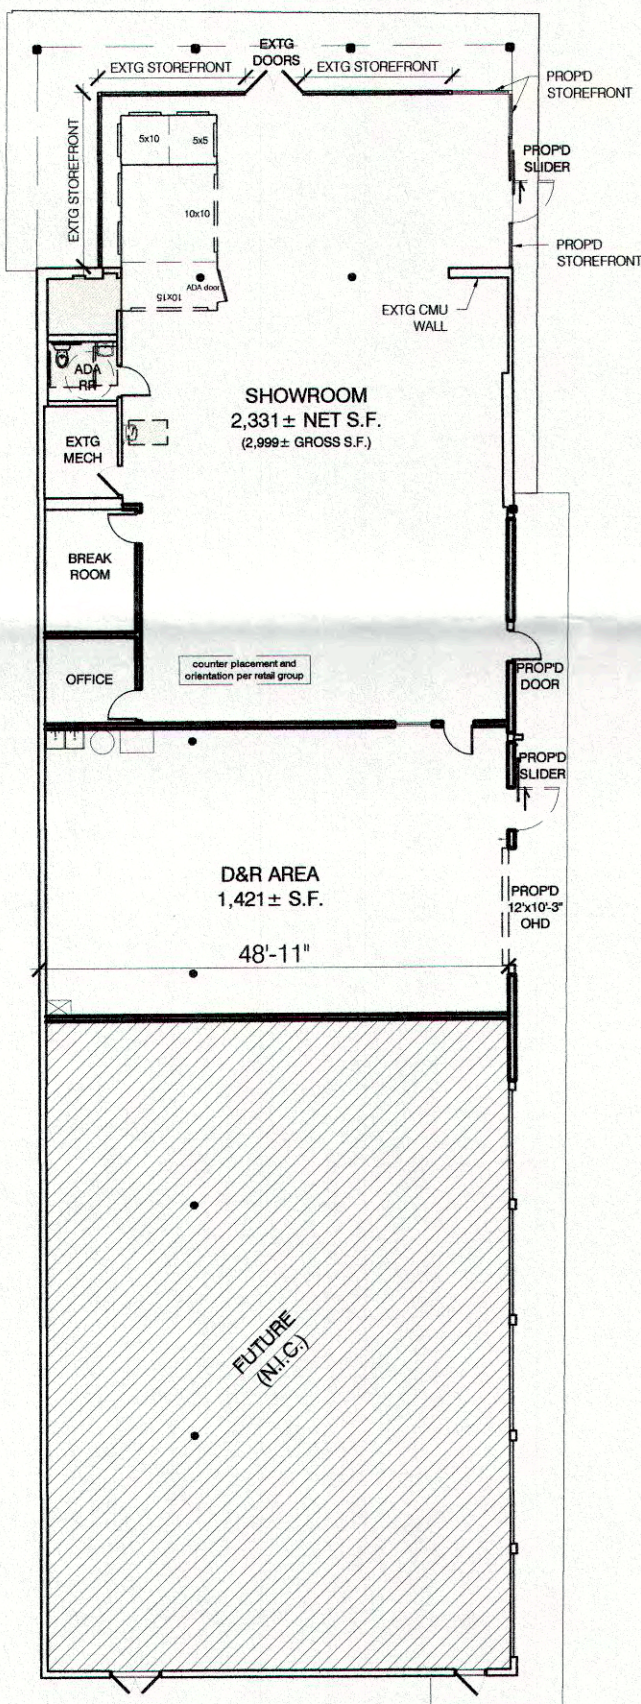 EXTG
DOORS
EXTG STOREFRONT
EXTG STOREFRONT
PROP'D
STOREFRONT
EXTG STOREFRONT
5x10
5x5
PROP'D
SLIDER
10x10
PROP'D
STOREFRONT
ADA door
10x15
EXTG CMU
WALL
ADA
RR
SHOWROOM
2,331± NET S.F.
(2,999± GROSS S.F.)
EXTG
MECH
BREAK
ROOM
OFFICE
counter placement and
orientation per retail group
PROP'D
DOOR
PROP'D
SLIDER
D&R AREA
1,421± S.F.
PROP'D
12'x10'-3"
OHD
48'-11"
FUTURE
(N.I.C.)